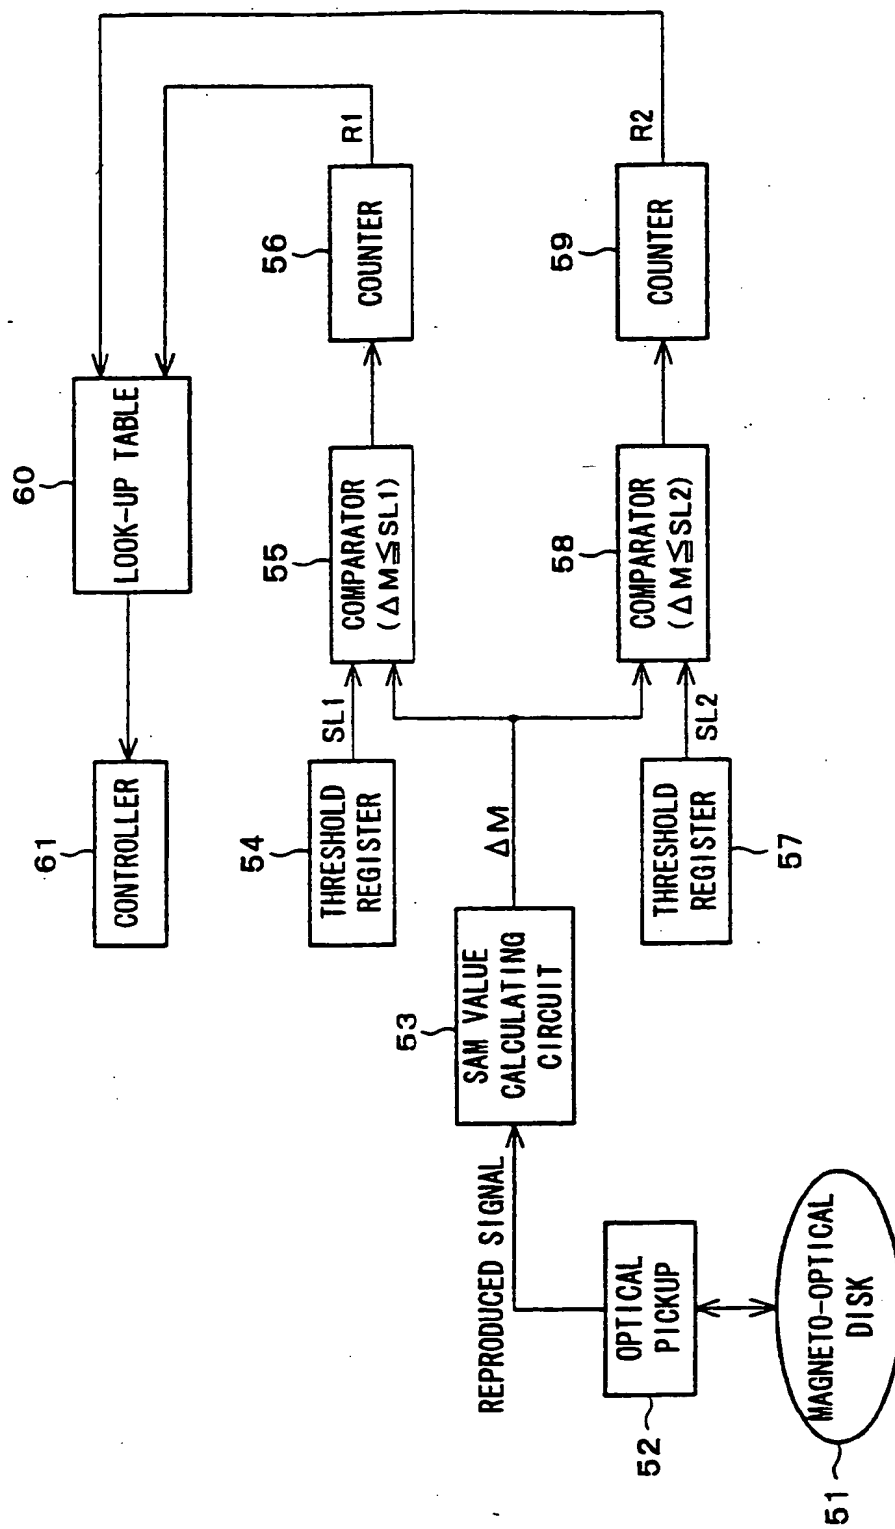 60
LOOK-UP TABLE
61
CONTROLLER
R1
R2
56
COUNTER
59
COUNTER
55
COMPARATOR
(ΔM≦SL1)
58
COMPARATOR
(ΔM≦SL2)
SL1
SL2
54
THRESHOLD
REGISTER
57
THRESHOLD
REGISTER
ΔM
53
SAM VALUE
CALCULATING
CIRCUIT
REPRODUCED SIGNAL
52
OPTICAL
PICKUP
51
MAGNETO-OPTICAL
DISK